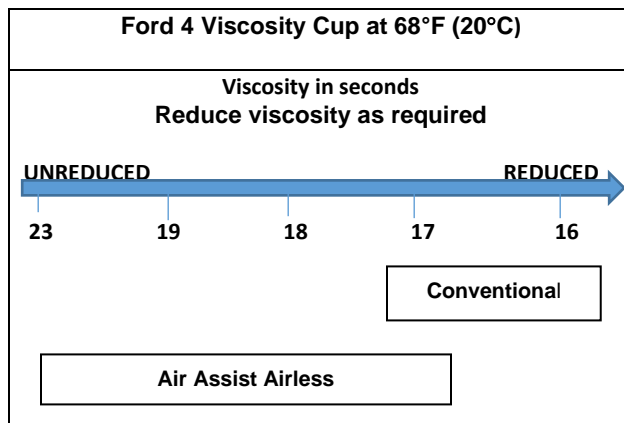 Ford 4 Viscosity Cup at 68°F (20°C)
Viscosity in seconds
Reduce viscosity as required
UNREDUCED REDUCED
23 19 18 17 16
Conventional
Air Assist Airless